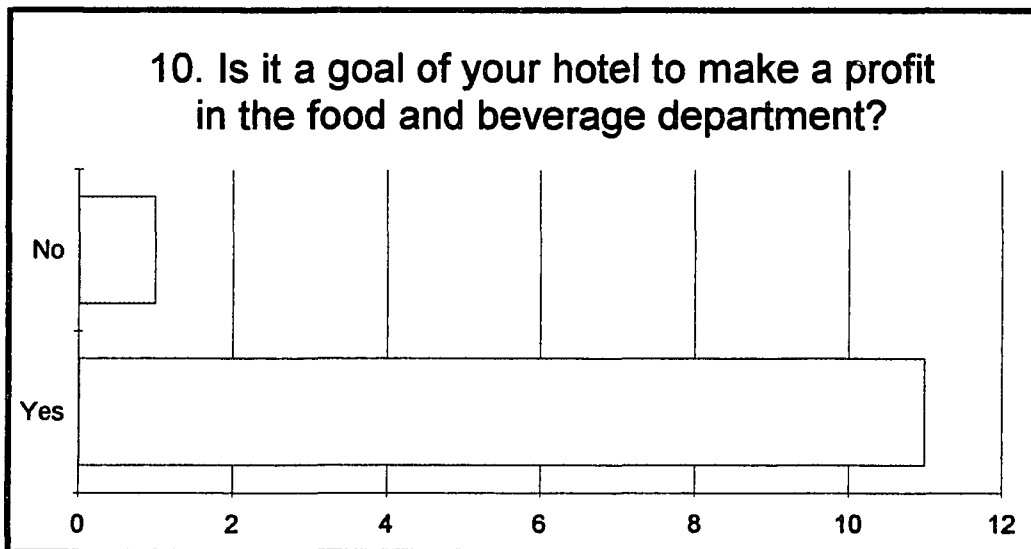 10. Is it a goal of your hotel to make a profit
in the food and beverage department?
No
Yes
0 2 4 6 8 10 12